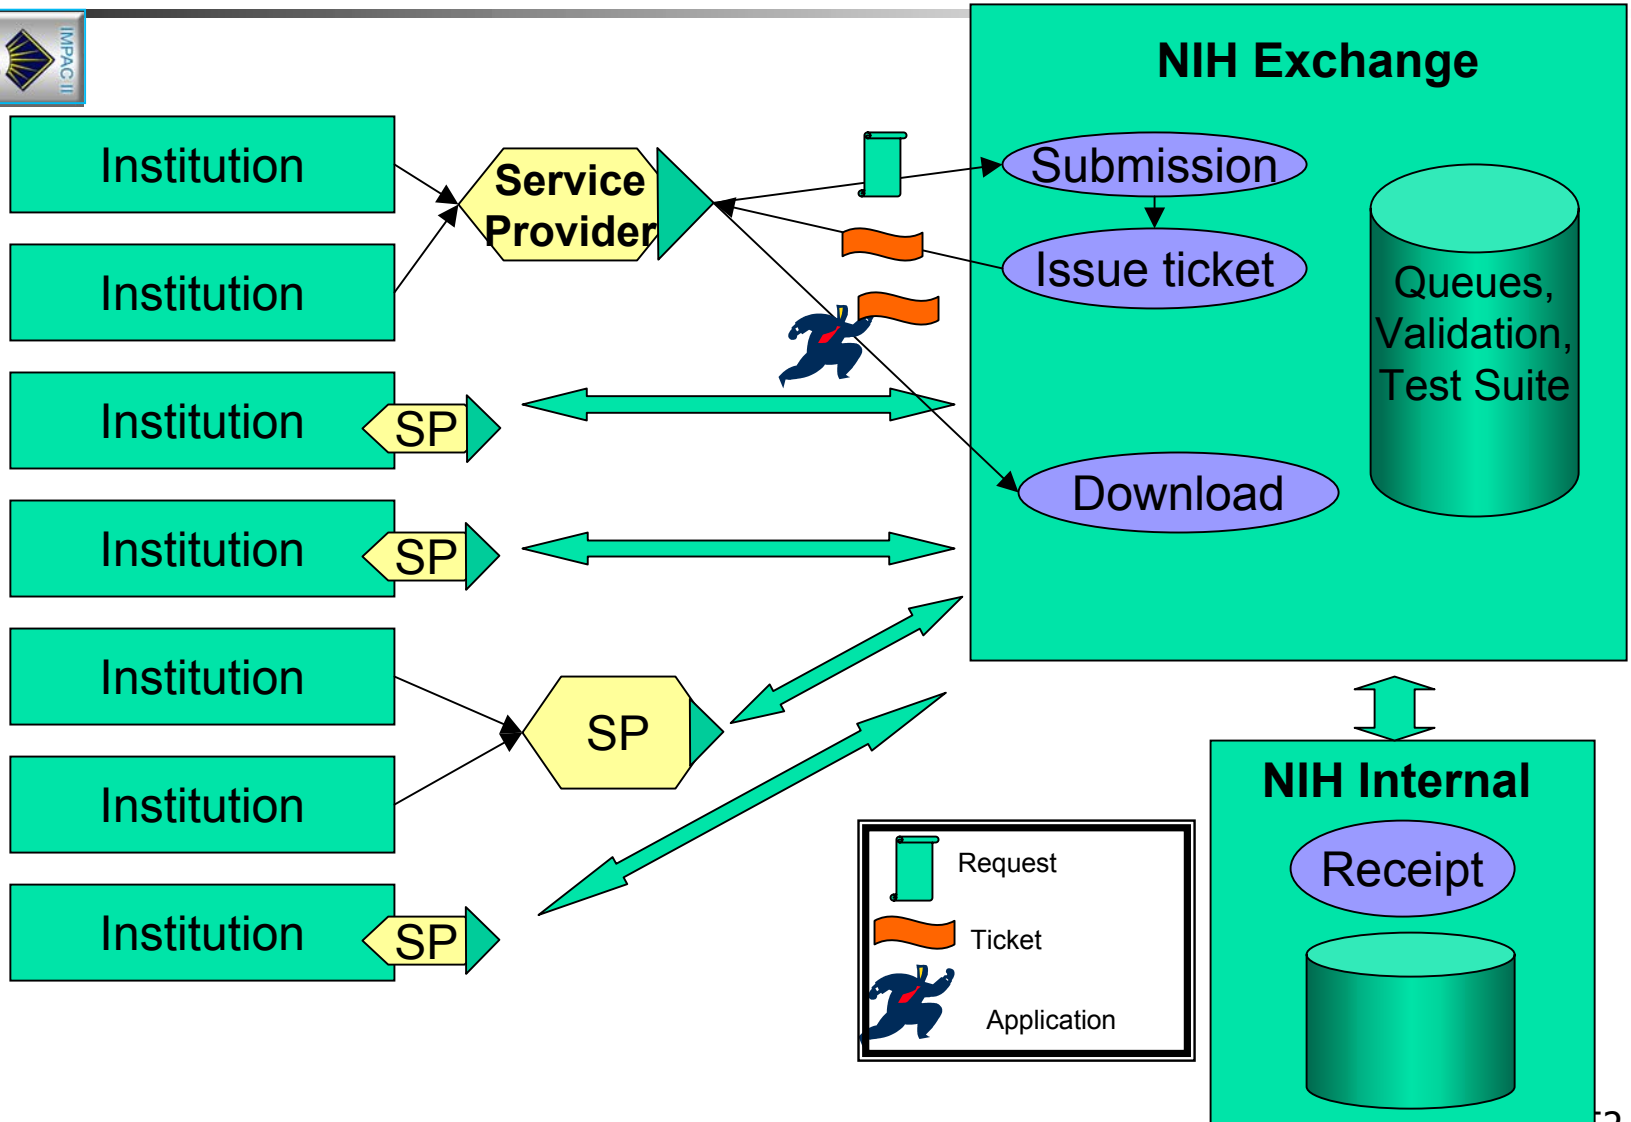 IMPAC II
NIH Exchange
Institution
Service
Provider
Submission
Institution
Issue ticket
Queues,
Validation,
Test Suite
Institution
SP
Download
Institution
SP
Institution
SP
Institution
NIH Internal
Request
Receipt
Institution
SP
Ticket
Application